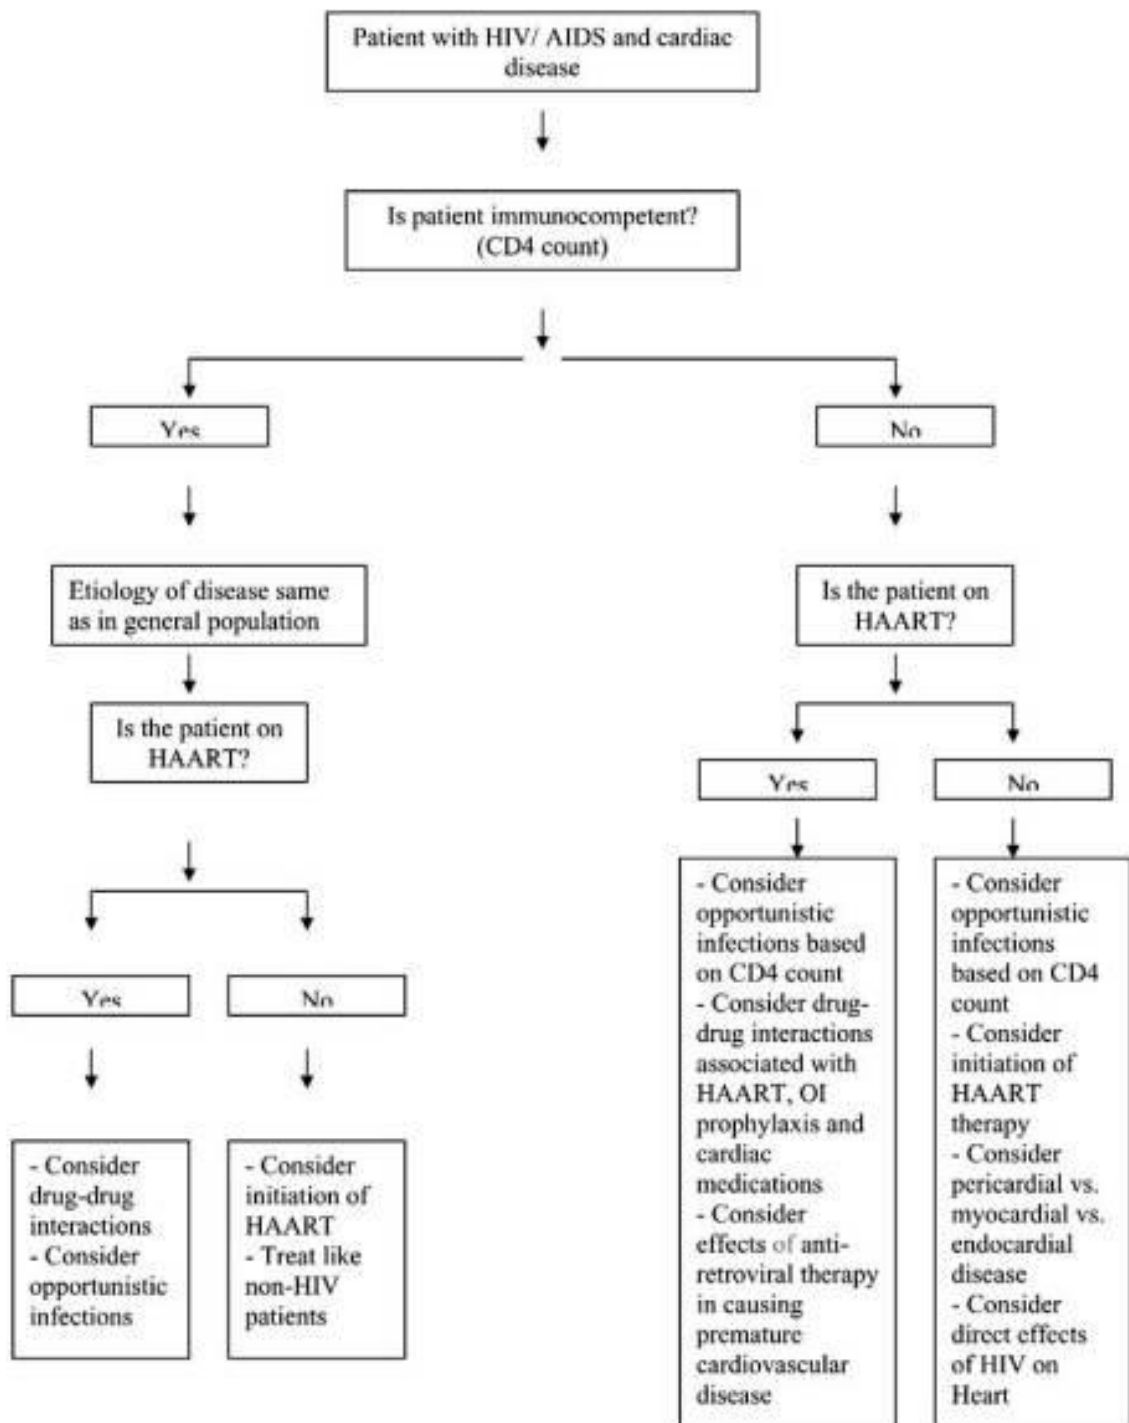 Patient with HIV/ AIDS and cardiac
disease
Is patient immunocompetent?
(CD4 count)
Yes
No
Etiology of disease same
as in general population
Is the patient on
HAART?
Is the patient on
HAART?
Yes
No
Yes
No
- Consider
drug-drug
interactions
- Consider
opportunistic
infections
- Consider
initiation of
HAART
- Treat like
non-HIV
patients
- Consider
opportunistic
infections based
on CD4 count
- Consider drug-
drug interactions
associated with
HAART, OI
prophylaxis and
cardiac
medications
- Consider
effects of anti-
retroviral therapy
in causing
premature
cardiovascular
disease
- Consider
opportunistic
infections
based on CD4
count
- Consider
initiation of
HAART
therapy
- Consider
pericardial vs.
myocardial vs.
endocardial
disease
- Consider
direct effects
of HIV on
Heart